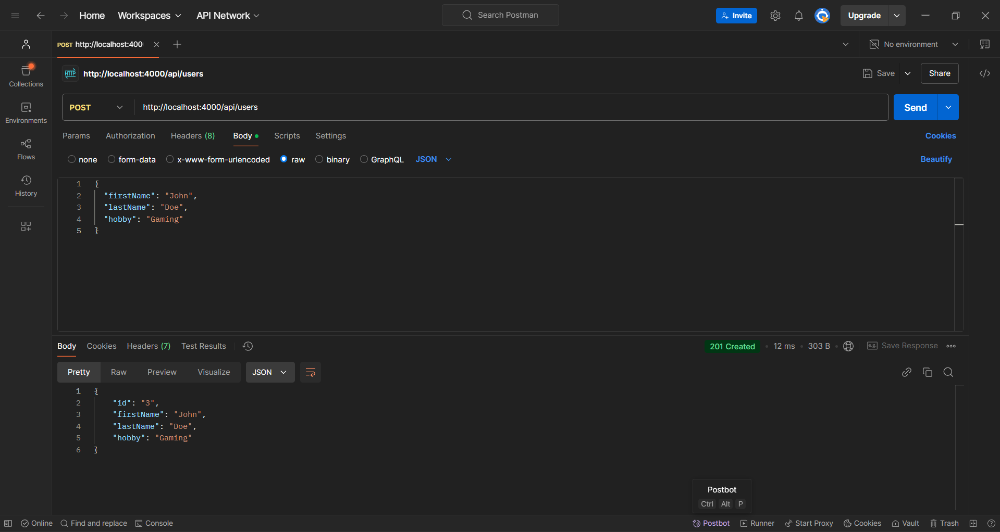 Home Workspaces API Network Search Postman Invite Upgrade
POST http://localhost:400 No environment
Collections
HTTP http://localhost:4000/api/users Save Share
POST http://localhost:4000/api/users Send
Environments
Params Authorization Headers (8) Body Scripts Settings Cookies
Flows
none form-data x-www-form-urlencoded raw binary GraphQL JSON Beautify
History
1 {
2 "firstName": "John",
3 "lastName": "Doe",
4 "hobby": "Gaming"
5 }
Body Cookies Headers (7) Test Results 201 Created 12 ms 303 B e.g. Save Response
Pretty Raw Preview Visualize JSON
1 {
2 "id": "3",
3 "firstName": "John",
4 "lastName": "Doe",
5 "hobby": "Gaming"
6 }
Postbot
Ctrl Alt P
Online Find and replace Console Postbot Runner Start Proxy Cookies Vault Trash